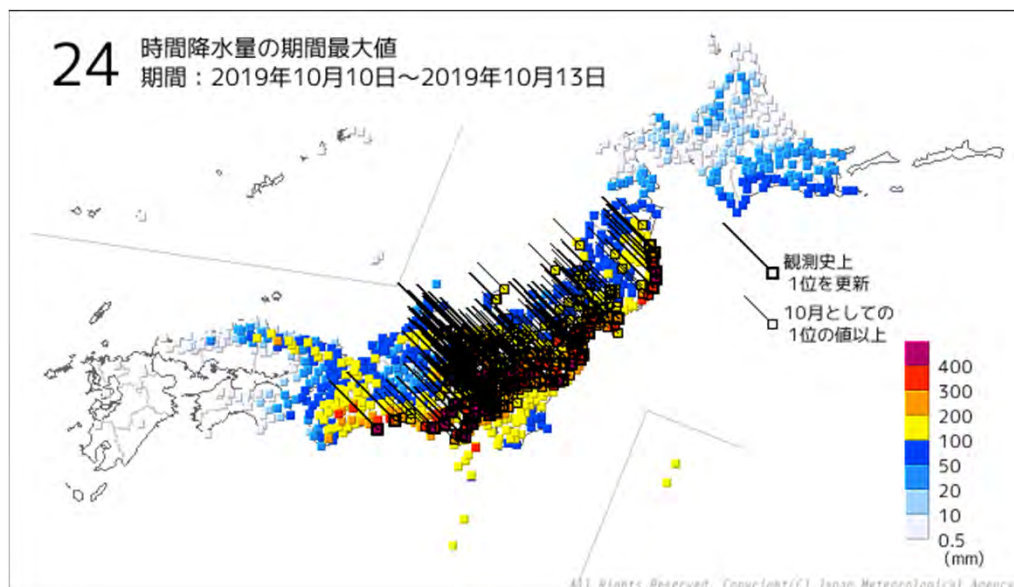 24
時間降水量の期間最大値
期間：2019年10月10日～2019年10月13日
観測史上
1位を更新
10月としての
1位の値以上
400
300
200
100
50
20
10
0.5
(mm)
All Rights Reserved, Copyright(C) Japan Meteorological Agency